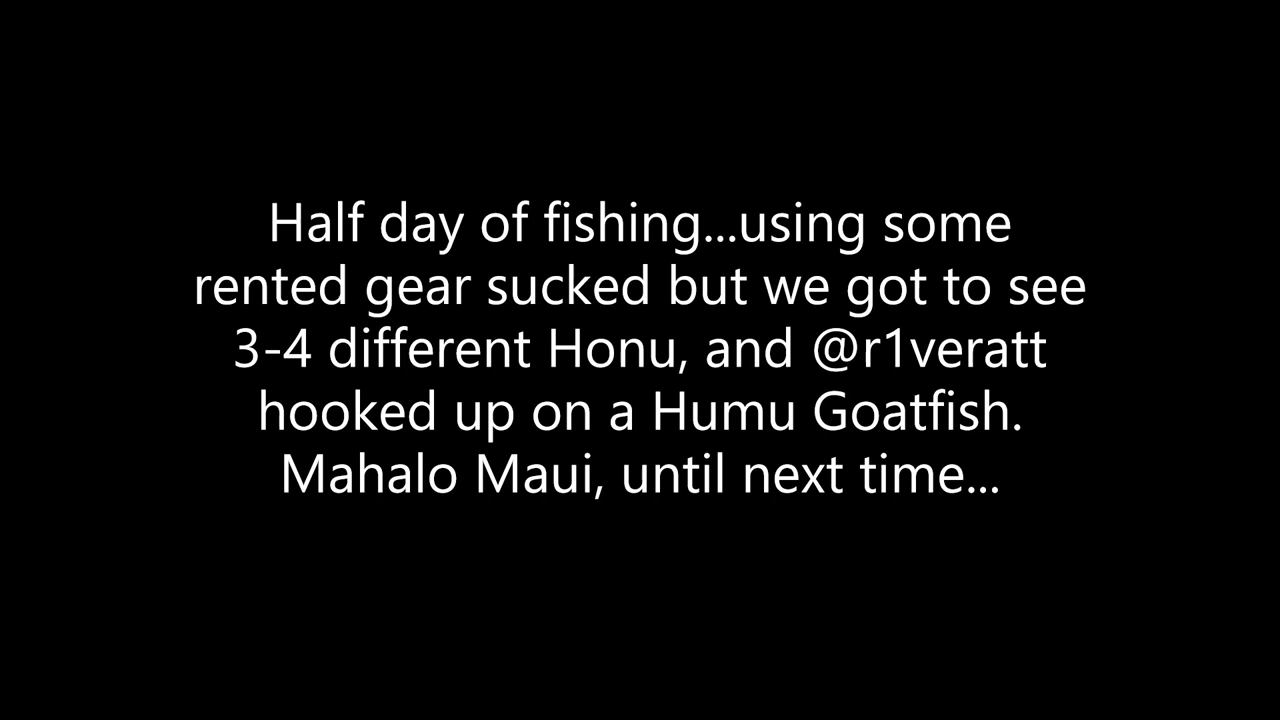 Half day of fishing...using some
rented gear sucked but we got to see
3-4 different Honu, and @r1veratt
hooked up on a Humu Goatfish.
Mahalo Maui, until next time...